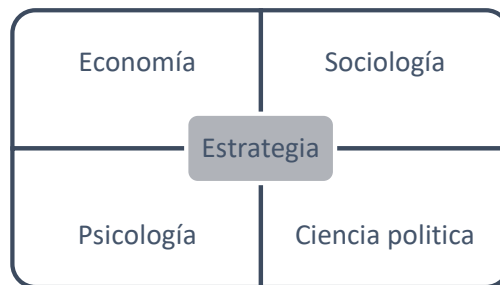 Economía
Sociología
Estrategia
Psicología
Ciencia politica